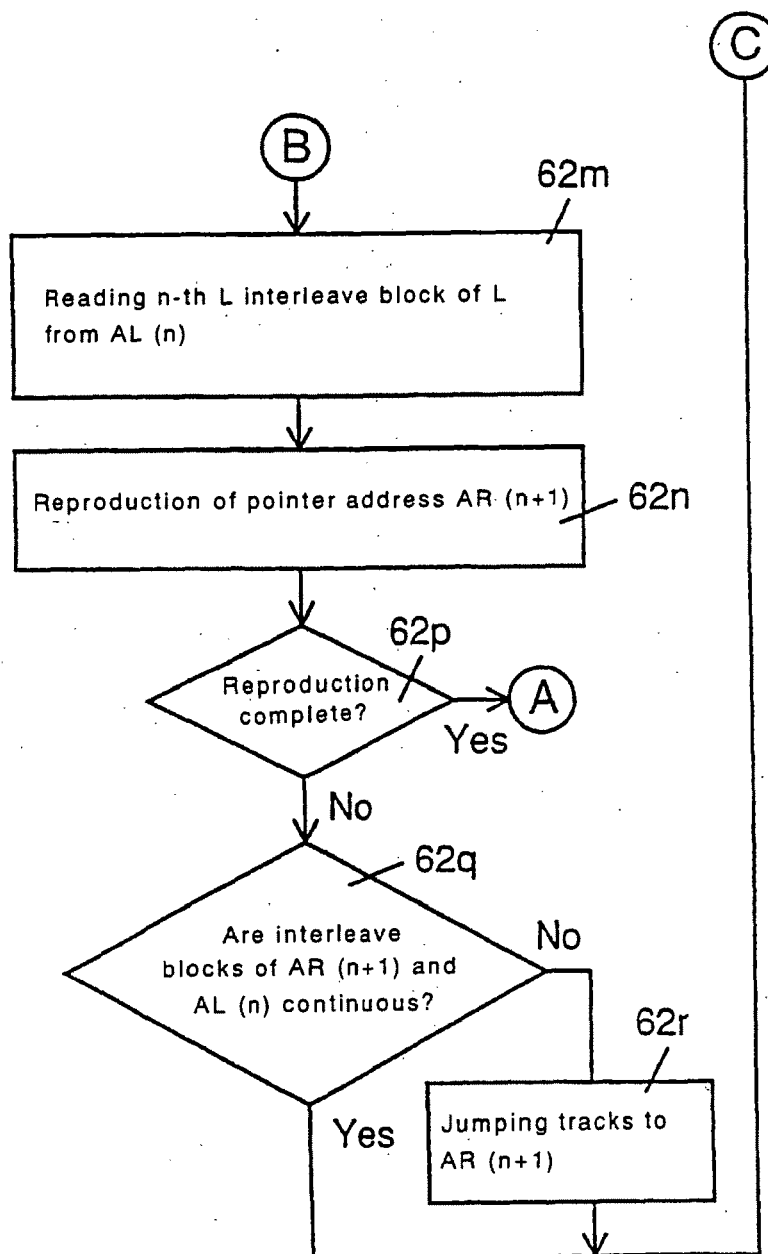 C
B
62m
Reading n-th L interleave block of L
from AL (n)
Reproduction of pointer address AR (n+1)
62n
62p
Reproduction
complete?
A
Yes
No
62q
Are interleave
blocks of AR (n+1) and
AL (n) continuous?
No
62r
Yes
Jumping tracks to
AR (n+1)